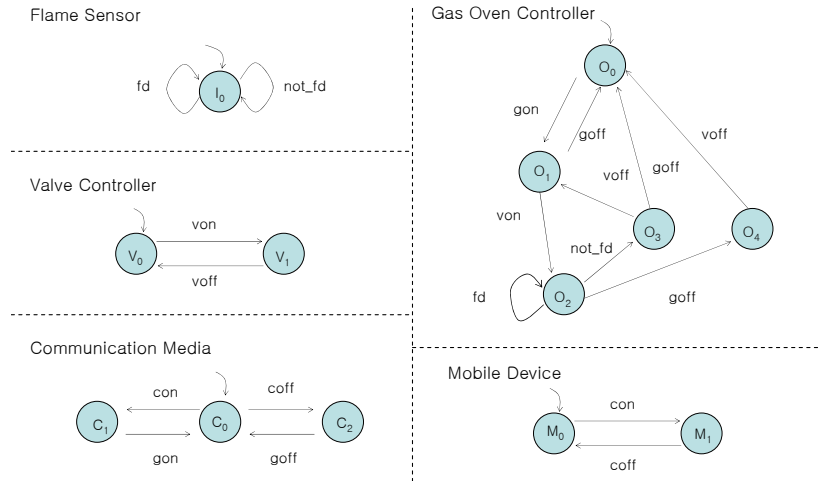 Flame Sensor
fd
I0
not_fd
Valve Controller
von
V0
V1
voff
Communication Media
con
coff
C1
C0
C2
gon
goff
Gas Oven Controller
O0
gon
goff
voff
O1
voff
goff
von
O3
O4
not_fd
fd
O2
goff
Mobile Device
con
M0
M1
coff